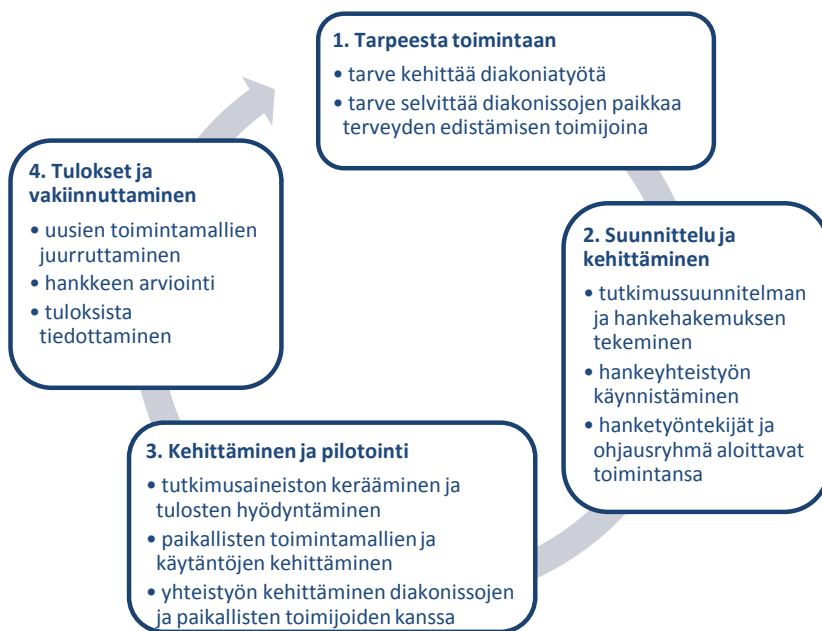 1. Tarpeesta toimintaan
• tarve kehittää diakoniatyötä
• tarve selvittää diakonissojen paikkaa
terveyden edistämisen toimijoina
2. Suunnittelu ja
kehittäminen
• tutkimussuunnitelman
ja hankehakemuksen
tekeminen
• hankeyhteistyön
käynnistäminen
• hanketyöntekijät ja
ohjausryhmä aloittavat
toimintansa
3. Kehittäminen ja pilotointi
• tutkimusaineiston kerääminen ja
tulosten hyödyntäminen
• paikallisten toimintamallien ja
käytäntöjen kehittäminen
• yhteistyön kehittäminen diakonissojen
ja paikallisten toimijoiden kanssa
4. Tulokset ja
vakiinnuttaminen
• uusien toimintamallien
juurruttaminen
• hankkeen arviointi
• tuloksista
tiedottaminen